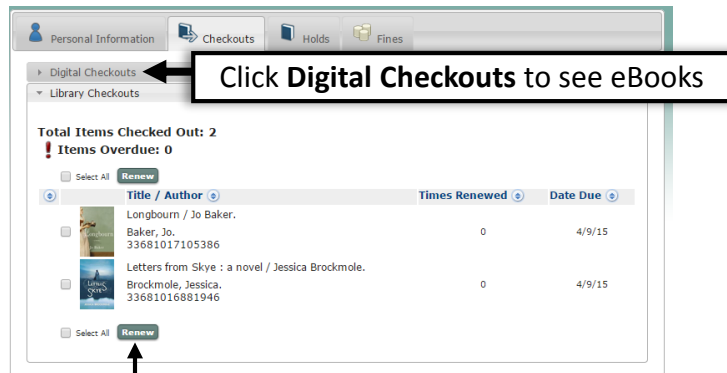 Personal Information
Checkouts
Holds
Fines
Digital Checkouts
Click Digital Checkouts to see eBooks
Library Checkouts
Total Items Checked Out: 2
Items Overdue: 0
Select All Renew
Title / Author Times Renewed Date Due
Longbourn / Jo Baker.
Baker, Jo. 0 4/9/15
33681017105386
Letters from Skye : a novel / Jessica Brockmole.
Brockmole, Jessica. 0 4/9/15
33681016881946
Select All Renew